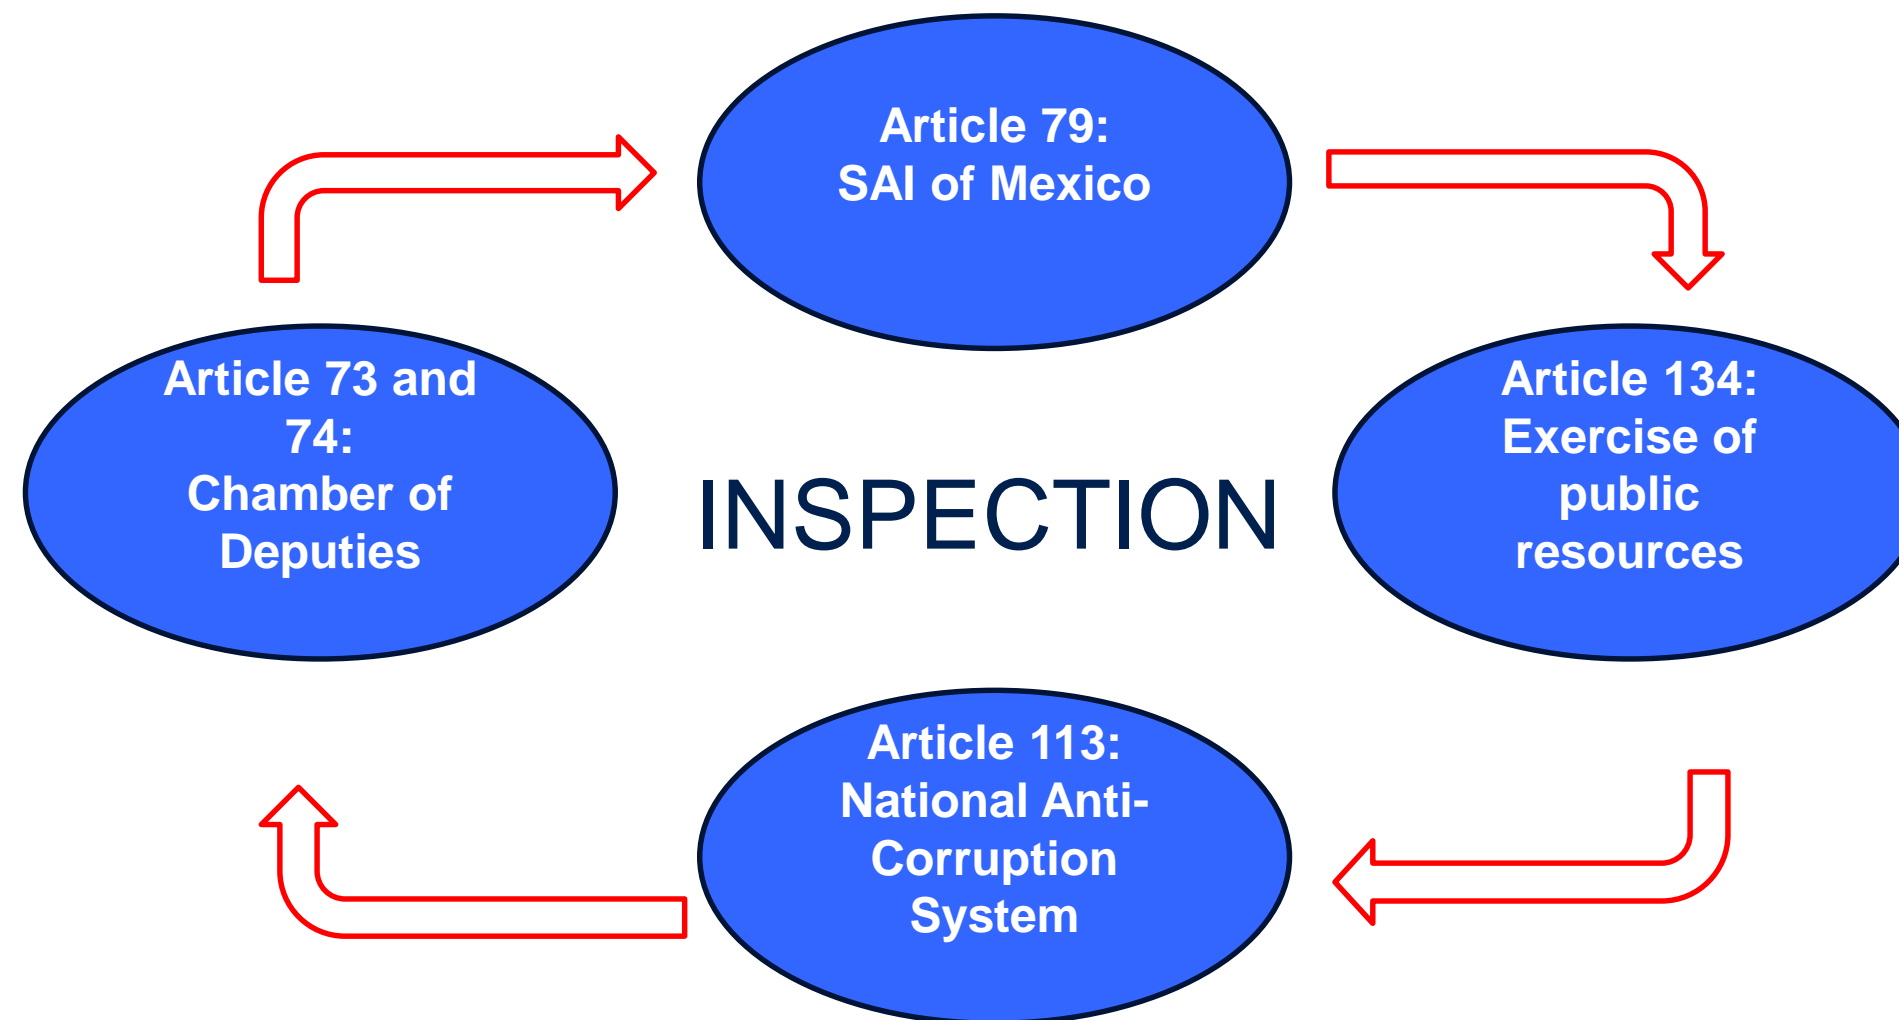 Article 79:
SAI of Mexico
Article 73 and
74:
Chamber of
Deputies
INSPECTION
Article 134:
Exercise of
public
resources
Article 113:
National Anti-
Corruption
System